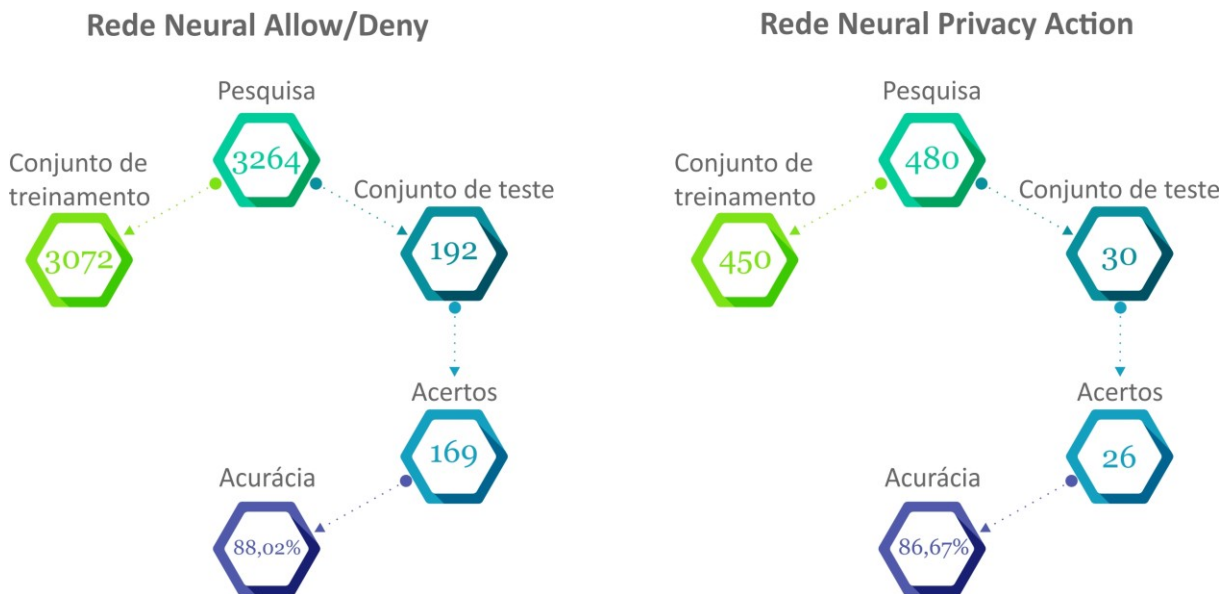 Rede Neural Allow/Deny
Pesquisa
3264
Conjunto de
treinamento
3072
Conjunto de teste
192
Acertos
169
Acurácia
88,02%
Rede Neural Privacy Action
Pesquisa
480
Conjunto de
treinamento
450
Conjunto de teste
30
Acertos
26
Acurácia
86,67%